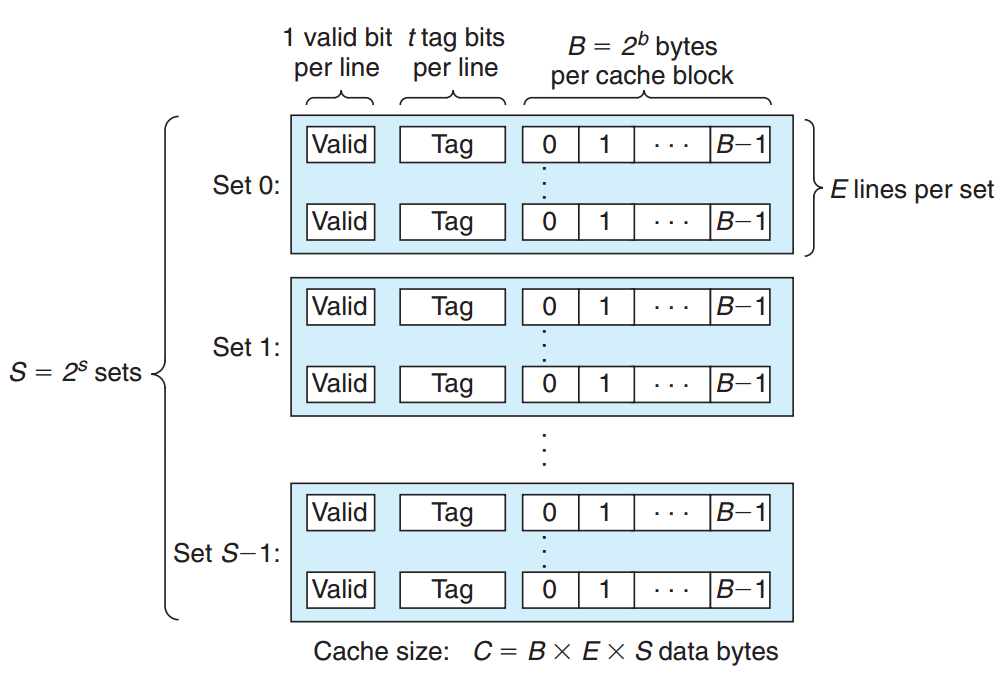 1 valid bit per line
t tag bits per line
B = 2^b bytes per cache block
Set 0:
Valid Tag 0 1 · · · B−1
⋮
Valid Tag 0 1 · · · B−1
E lines per set
Set 1:
Valid Tag 0 1 · · · B−1
⋮
Valid Tag 0 1 · · · B−1
S = 2^s sets
⋮
Set S−1:
Valid Tag 0 1 · · · B−1
⋮
Valid Tag 0 1 · · · B−1
Cache size: C = B × E × S data bytes